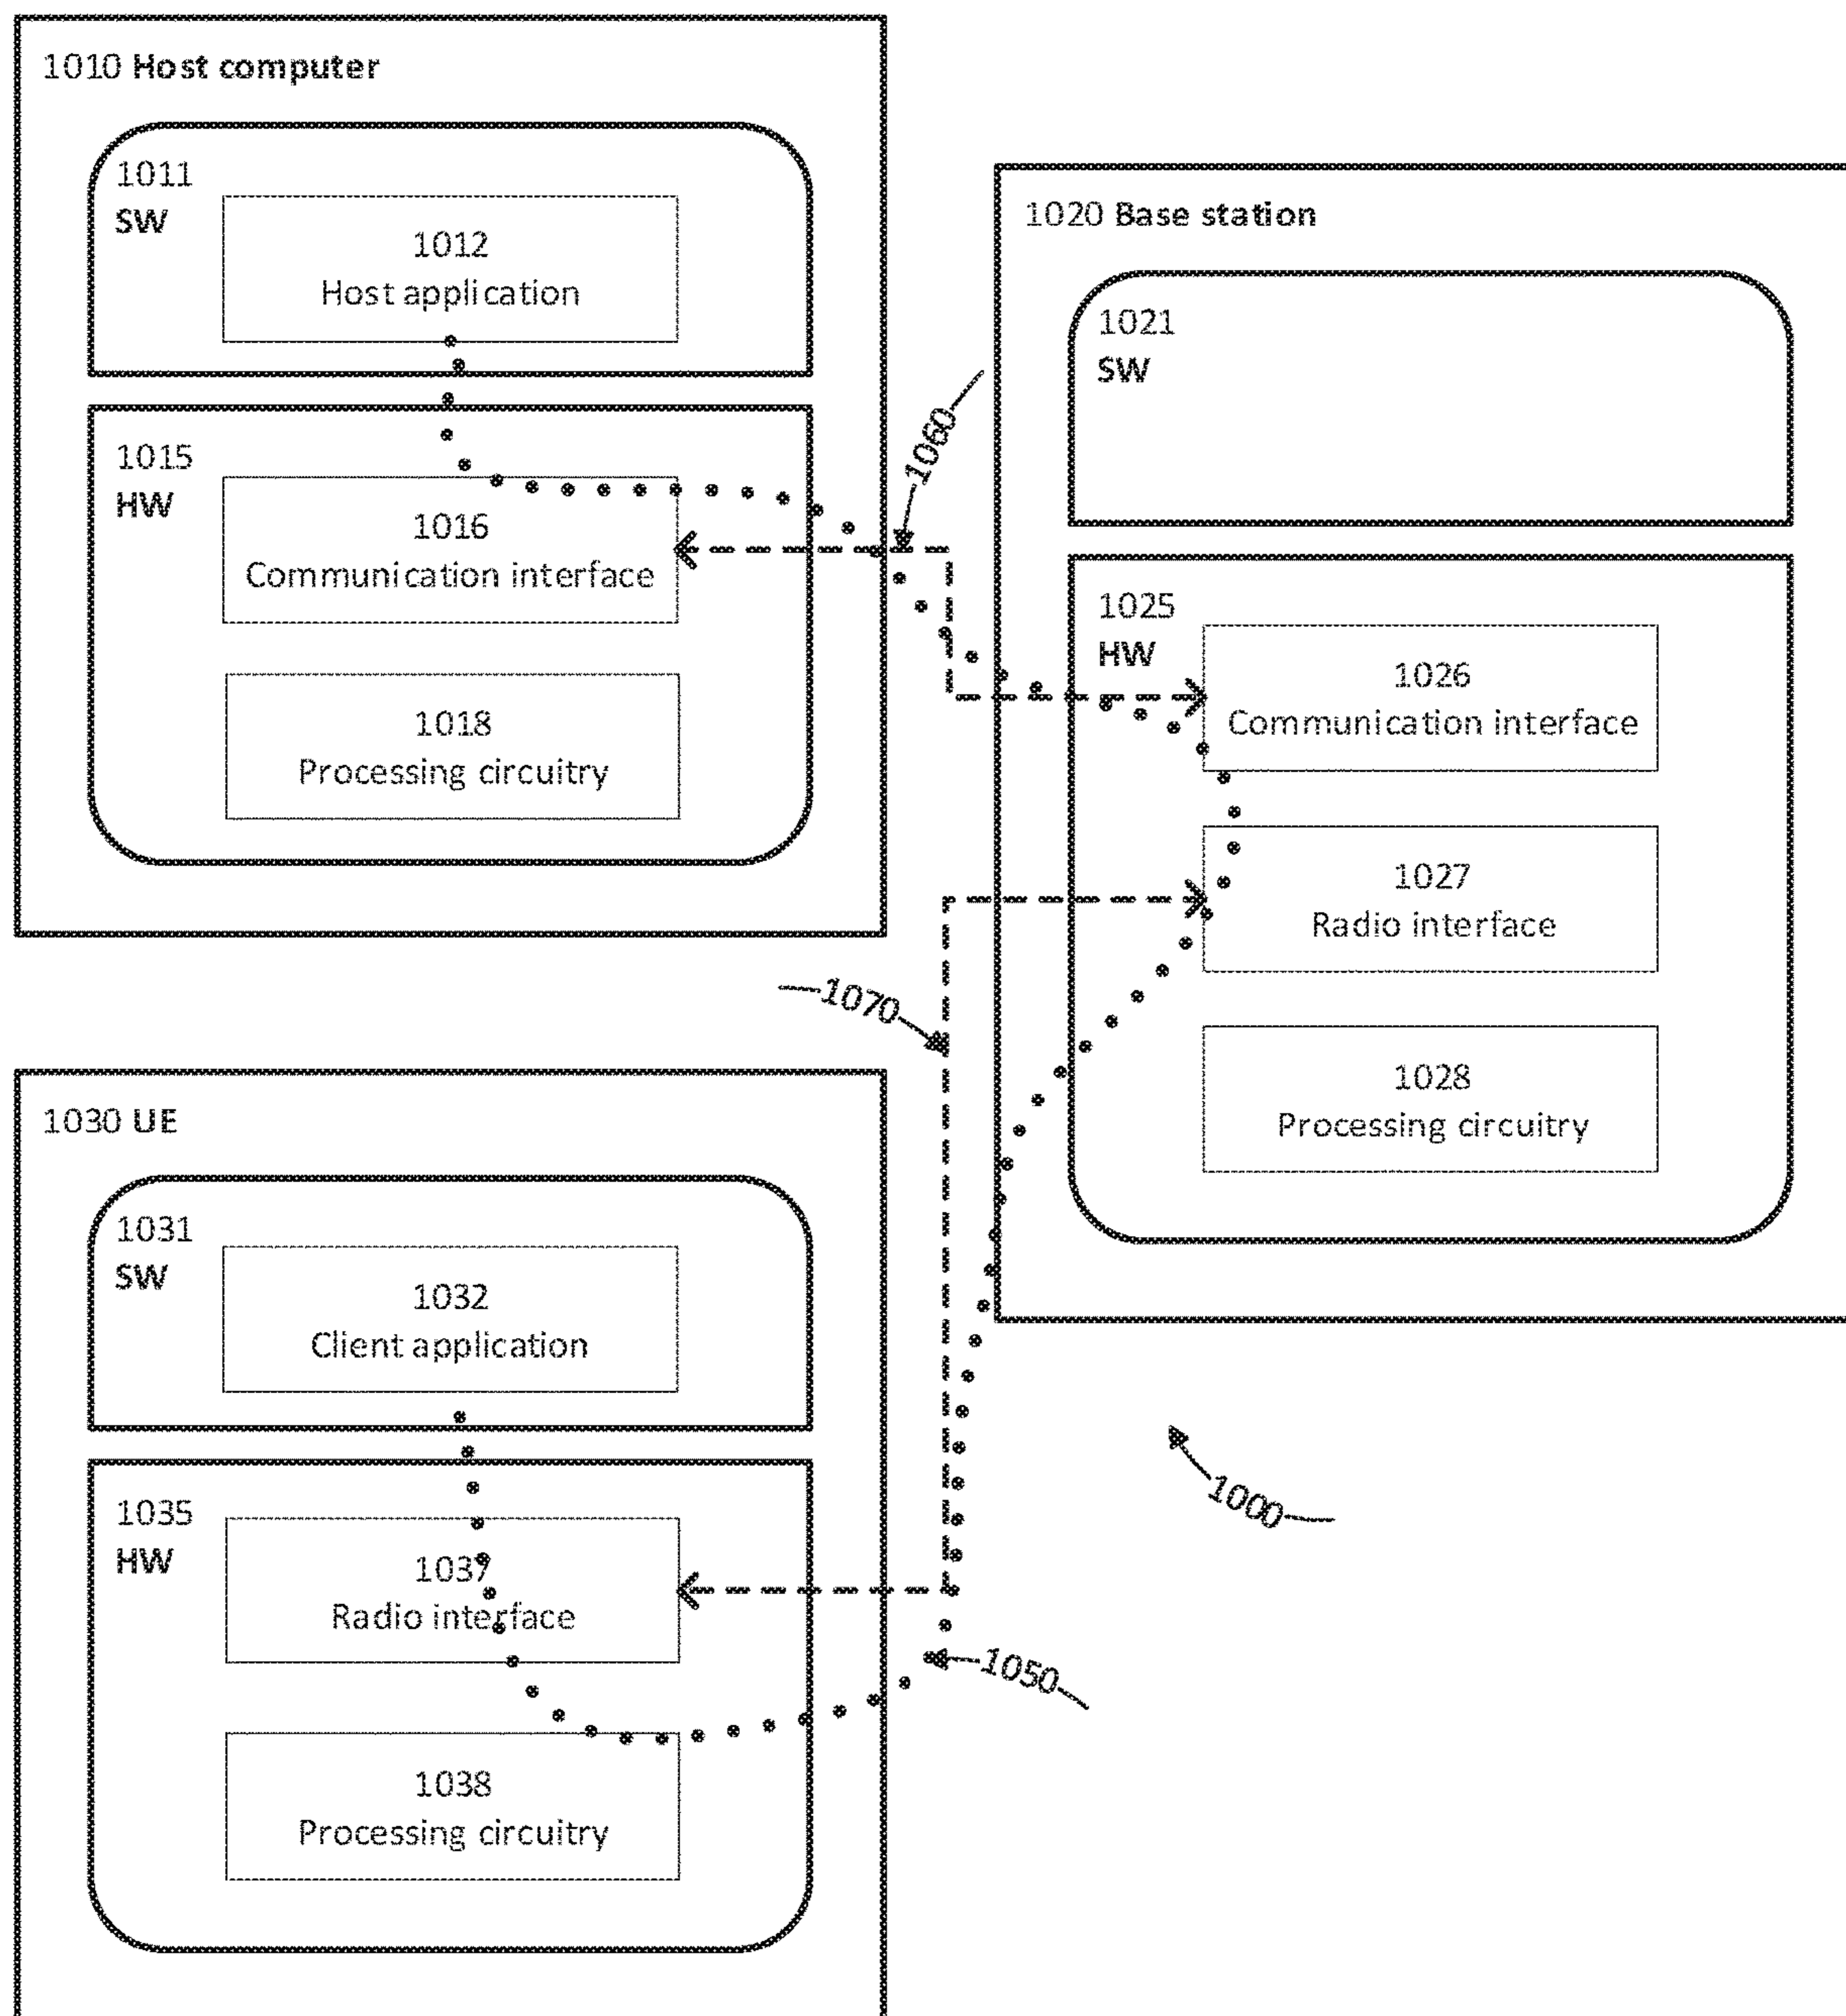 1010 Host computer
1011
SW
1012
Host application
1015
HW
1016
Communication interface
1018
Processing circuitry
1060
1020 Base station
1021
SW
1025
HW
1026
Communication interface
1027
Radio interface
1028
Processing circuitry
1070
1030 UE
1031
SW
1032
Client application
1035
HW
1037
Radio interface
1038
Processing circuitry
1050
1000